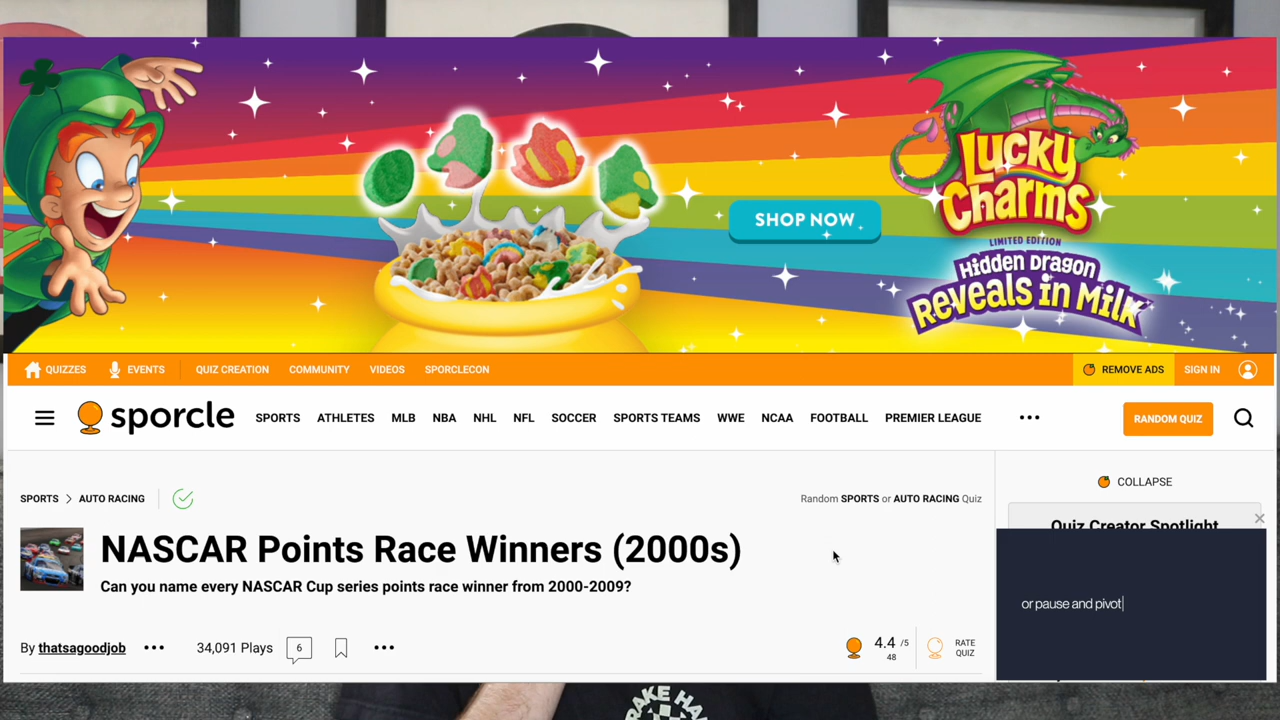 SHOP NOW
Lucky
Charms
LIMITED EDITION
Hidden Dragon
Reveals in Milk
QUIZZES
EVENTS
QUIZ CREATION
COMMUNITY
VIDEOS
SPORCLECON
REMOVE ADS
SIGN IN
sporcle
SPORTS
ATHLETES
MLB
NBA
NHL
NFL
SOCCER
SPORTS TEAMS
WWE
NCAA
FOOTBALL
PREMIER LEAGUE
RANDOM QUIZ
SPORTS > AUTO RACING
Random SPORTS or AUTO RACING Quiz
COLLAPSE
Quiz Creator Spotlight
NASCAR Points Race Winners (2000s)
Can you name every NASCAR Cup series points race winner from 2000-2009?
or pause and pivot
By thatsagoodjob
34,091 Plays
6
4.4 /5
48
RATE
QUIZ